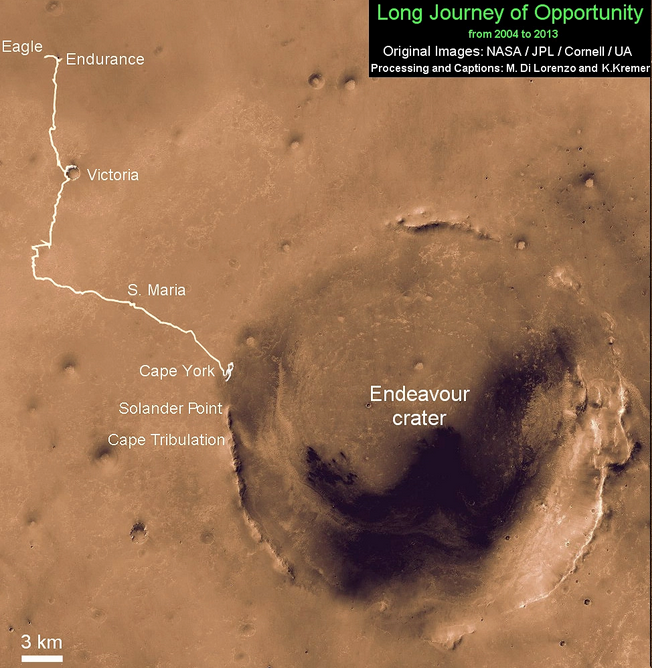 Long Journey of Opportunity
from 2004 to 2013
Original Images: NASA / JPL / Cornell / UA
Processing and Captions: M. Di Lorenzo and K.Kremer
Eagle
Endurance
Victoria
S. Maria
Cape York
Solander Point
Cape Tribulation
Endeavour
crater
3 km